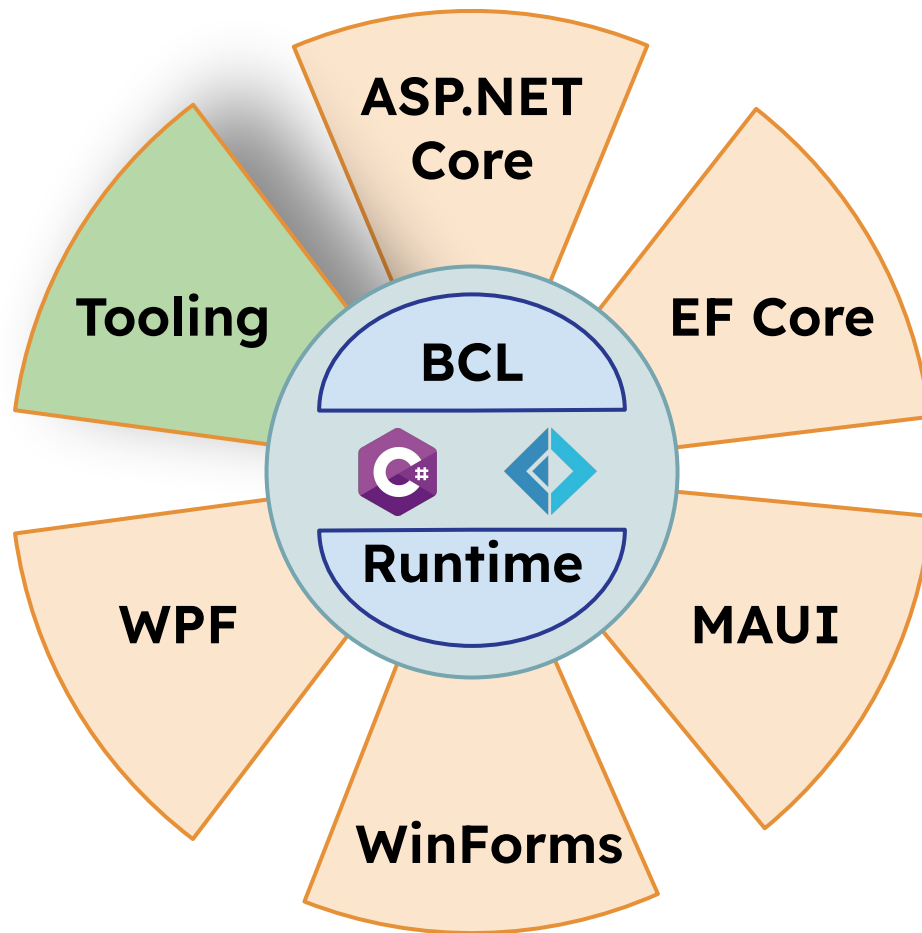 ASP.NET
Core
Tooling
EF Core
BCL
C#
Runtime
WPF
MAUI
WinForms